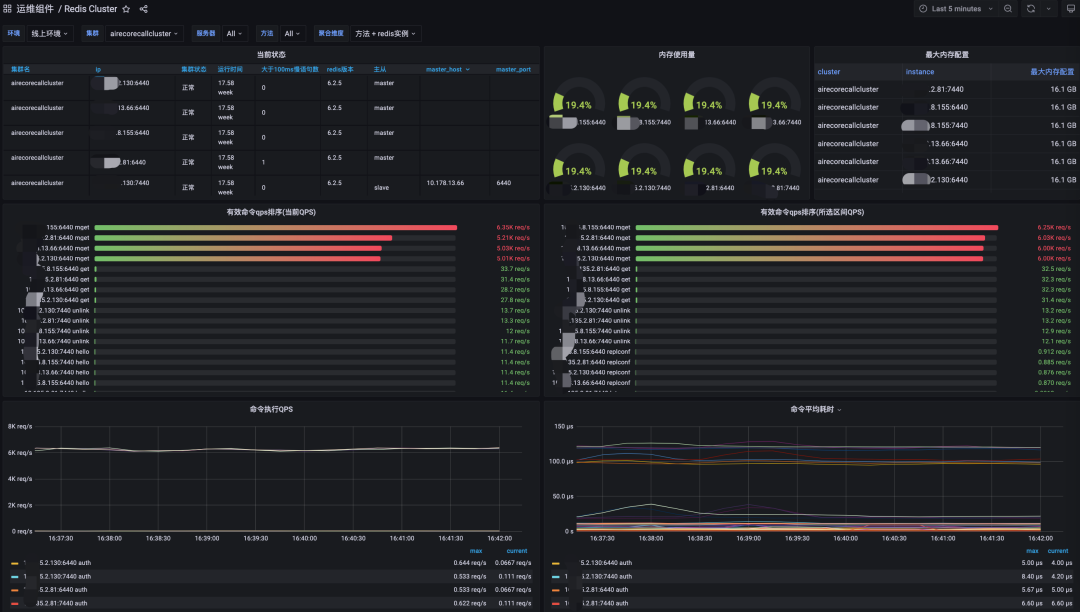 运维组件 / Redis Cluster
Last 5 minutes
环境 线上环境 集群 airecorecallcluster 服务器 All 方法 All 聚合维度 方法 + redis实例
当前状态
集群名 ip 集群状态 运行时间 大于100ms慢语句数 redis版本 主从 master_host master_port
airecorecallcluster 2.130:6440 正常 17.58 week 0 6.2.5 master
airecorecallcluster 13.66:6440 正常 17.58 week 0 6.2.5 master
airecorecallcluster .8.155:6440 正常 17.58 week 0 6.2.5 master
airecorecallcluster 2.81:6440 正常 17.58 week 1 6.2.5 master
airecorecallcluster .130:7440 正常 17.58 week 0 6.2.5 slave 10.178.13.66 6440
内存使用量
19.4% 19.4% 19.4% 19.4%
.155:6440 8.155:7440 13.66:6440 3.66:7440
19.4% 19.4% 19.4% 19.4%
.2.130:6440 5.2.130:7440 2.81:6440 .81:7440
最大内存配置
cluster instance 最大内存配置
airecorecallcluster .2.81:7440 16.1 GB
airecorecallcluster .8.155:6440 16.1 GB
airecorecallcluster 8.155:7440 16.1 GB
airecorecallcluster .13.66:6440 16.1 GB
airecorecallcluster .13.66:7440 16.1 GB
airecorecallcluster 2.130:6440 16.1 GB
有效命令qps排序(当前QPS)
155:6440 mget 6.35K req/s
.2.81:6440 mget 5.21K req/s
.13.66:6440 mget 5.03K req/s
.2.130:6440 mget 5.01K req/s
.8.155:6440 get 33.7 req/s
5.2.81:6440 get 31.4 req/s
.13.66:6440 get 28.2 req/s
5.2.130:6440 get 27.8 req/s
.2.130:7440 unlink 13.7 req/s
5.2.81:7440 unlink 13.3 req/s
8.155:7440 unlink 12 req/s
.13.66:7440 unlink 11.7 req/s
5.2.130:7440 hello 11.4 req/s
.8.155:7440 hello 11.4 req/s
.13.66:7440 hello 11.4 req/s
5.8.155:6440 hello 11.4 req/s
有效命令qps排序(所选区间QPS)
.8.155:6440 mget 6.25K req/s
5.2.81:6440 mget 6.03K req/s
.13.66:6440 mget 6.00K req/s
5.2.130:6440 mget 6.00K req/s
135.2.81:6440 get 32.5 req/s
.13.66:6440 get 32.3 req/s
5.8.155:6440 get 32.3 req/s
5.2.130:6440 get 31.4 req/s
.2.130:7440 unlink 13.2 req/s
.135.2.81:7440 unlink 13.2 req/s
5.8.155:7440 unlink 12.9 req/s
8.13.66:7440 unlink 12.1 req/s
5.8.155:6440 replconf 0.912 req/s
35.2.81:6440 replconf 0.885 req/s
5.2.130:6440 replconf 0.876 req/s
.13.66:6440 replconf 0.870 req/s
命令执行QPS
8K req/s
6K req/s
4K req/s
2K req/s
0 req/s
16:37:30 16:38:00 16:38:30 16:39:00 16:39:30 16:40:00 16:40:30 16:41:00 16:41:30 16:42:00
max current
5.2.130:6440 auth 0.644 req/s 0.0667 req/s
5.2.130:7440 auth 0.533 req/s 0.111 req/s
5.2.81:6440 auth 0.533 req/s 0.0667 req/s
35.2.81:7440 auth 0.622 req/s 0.111 req/s
命令平均耗时
150 μs
100.0 μs
50.0 μs
0 s
16:37:30 16:38:00 16:38:30 16:39:00 16:39:30 16:40:00 16:40:30 16:41:00 16:41:30 16:42:00
max current
5.2.130:6440 auth 5.00 μs 4.00 μs
5.2.130:7440 auth 8.40 μs 4.20 μs
5.2.81:6440 auth 5.67 μs 5.00 μs
5.2.81:7440 auth 6.60 μs 6.60 μs